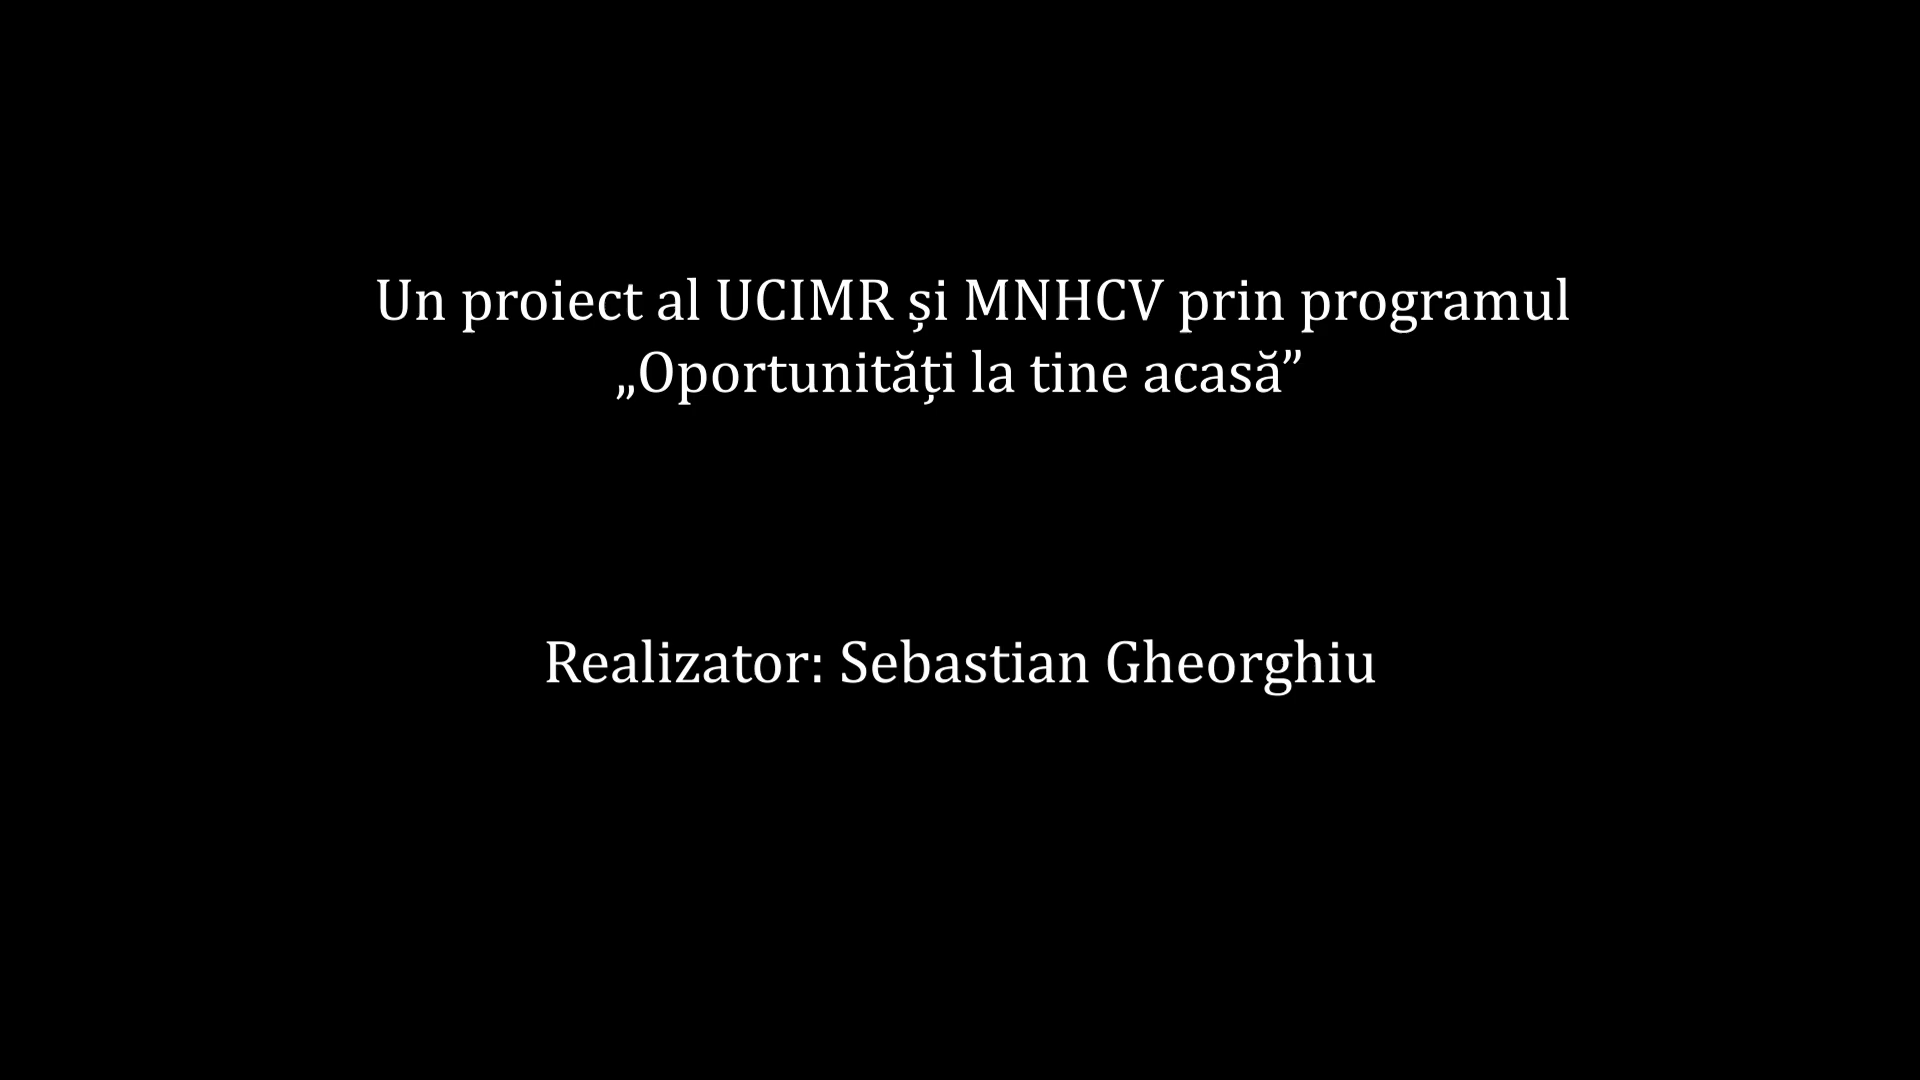 Un proiect al UCIMR și MNHCV prin programul
„Oportunități la tine acasă”
Realizator: Sebastian Gheorghiu